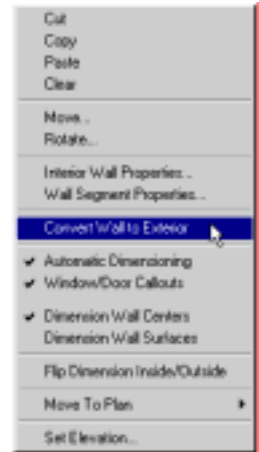 Cut
Copy
Paste
Clear
Move...
Rotate...
Interior Wall Properties...
Wall Segment Properties...
Convert Wall to Exterior
Automatic Dimensioning
Window/Door Callouts
Dimension Wall Centers
Dimension Wall Surfaces
Flip Dimension Inside/Outside
Move To Plan
Set Elevation...